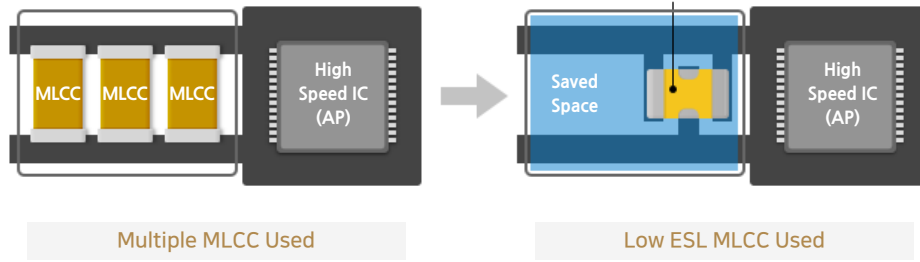 MLCC
MLCC
MLCC
High
Speed IC
(AP)
Saved
Space
High
Speed IC
(AP)
Multiple MLCC Used
Low ESL MLCC Used